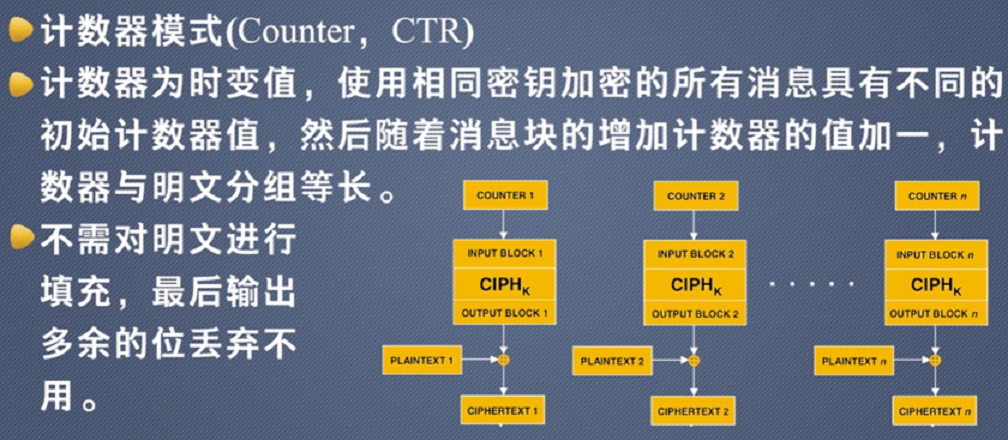 计数器模式(Counter，CTR)
计数器为时变值，使用相同密钥加密的所有消息具有不同的
初始计数器值，然后随着消息块的增加计数器的值加一，计
数器与明文分组等长。
不需对明文进行
填充，最后输出
多余的位丢弃不
用。
COUNTER 1
COUNTER 2
COUNTER n
INPUT BLOCK 1
INPUT BLOCK 2
INPUT BLOCK n
CIPHK
CIPHK
· · · · ·
CIPHK
OUTPUT BLOCK 1
OUTPUT BLOCK 2
OUTPUT BLOCK n
PLAINTEXT 1
PLAINTEXT 2
PLAINTEXT n
CIPHERTEXT 1
CIPHERTEXT 2
CIPHERTEXT n